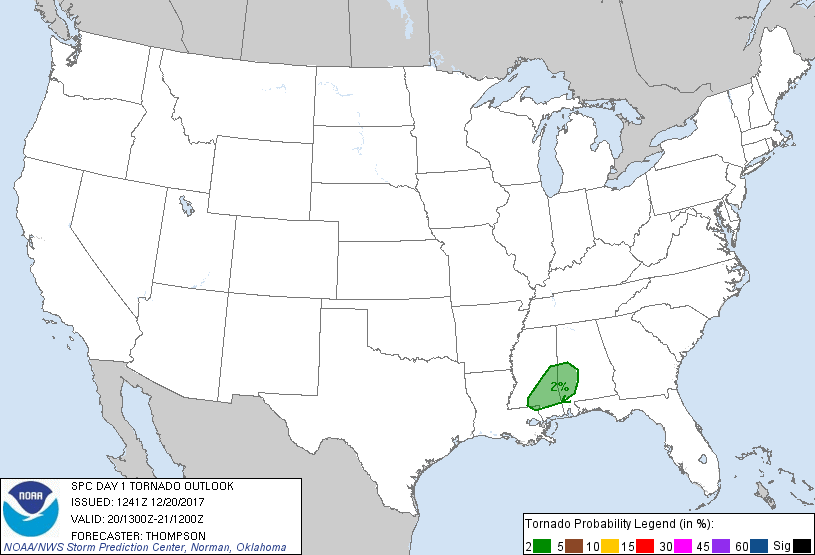 2%
NOAA
SPC DAY 1 TORNADO OUTLOOK
ISSUED: 1241Z 12/20/2017
VALID: 20/1300Z-21/1200Z
FORECASTER: THOMPSON
NOAA/NWS Storm Prediction Center, Norman, Oklahoma
Tornado Probability Legend (in %):
2 5 10 15 30 45 60 Sig